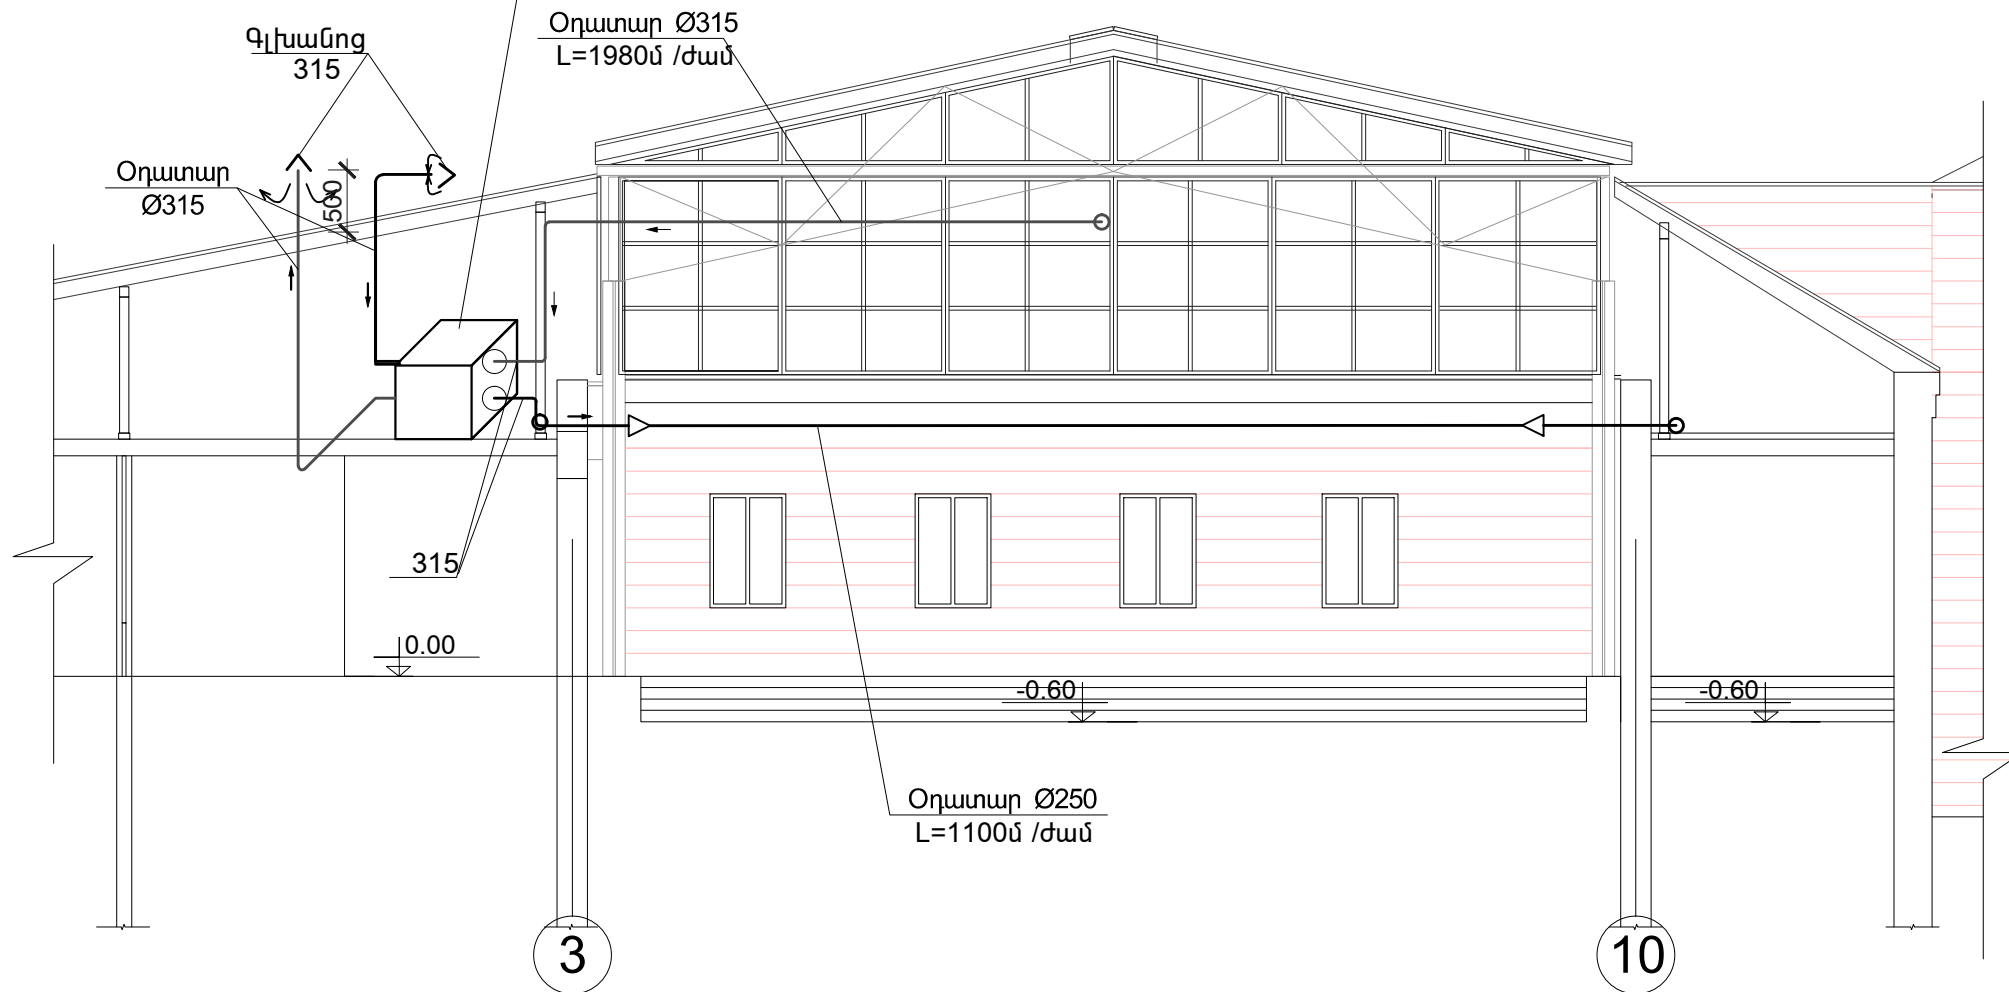 Օդատար Ø315
L=1980մ /ժամ
Գլխանոց
315
Օդատար
Ø315
500
315
0.00
-0.60
-0.60
Օդատար Ø250
L=1100մ /ժամ
3
10